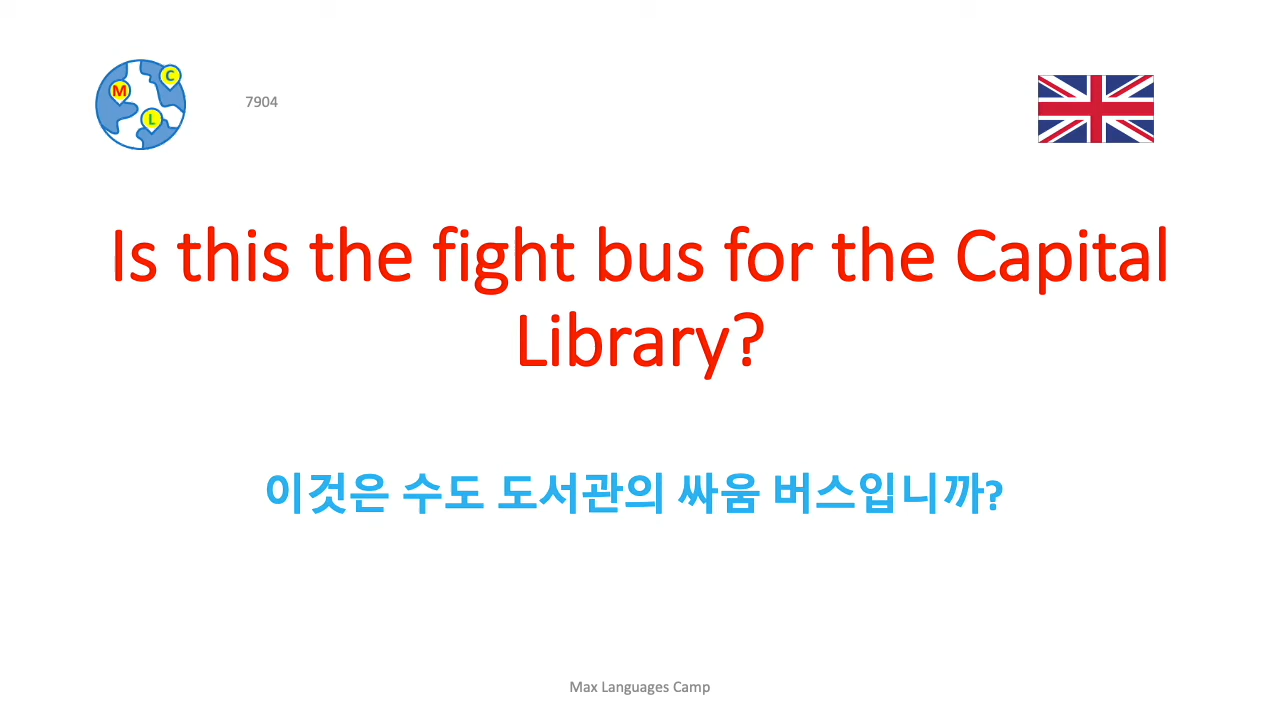 M
C
L
7904
Is this the fight bus for the Capital
Library?
이것은 수도 도서관의 싸움 버스입니까?
Max Languages Camp